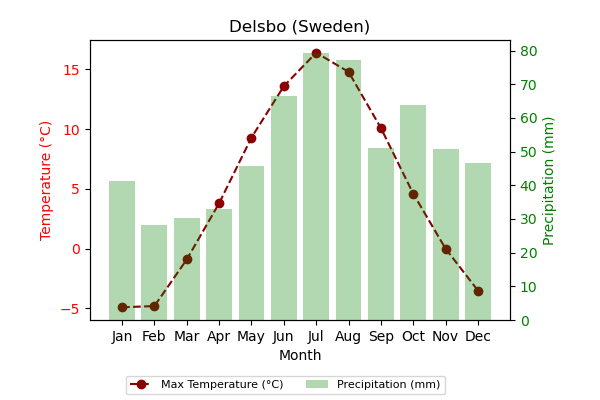 Delsbo (Sweden)
Temperature (°C)
15
10
5
0
−5
80
70
60
50
40
30
20
10
0
Precipitation (mm)
Jan Feb Mar Apr May Jun Jul Aug Sep Oct Nov Dec
Month
Max Temperature (°C) Precipitation (mm)